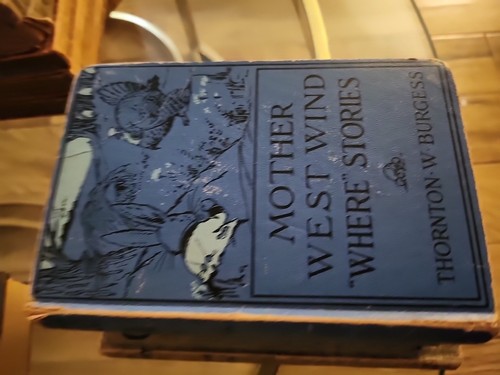 MOTHER
WEST WIND
"WHERE" STORIES
THORNTON·W·BURGESS